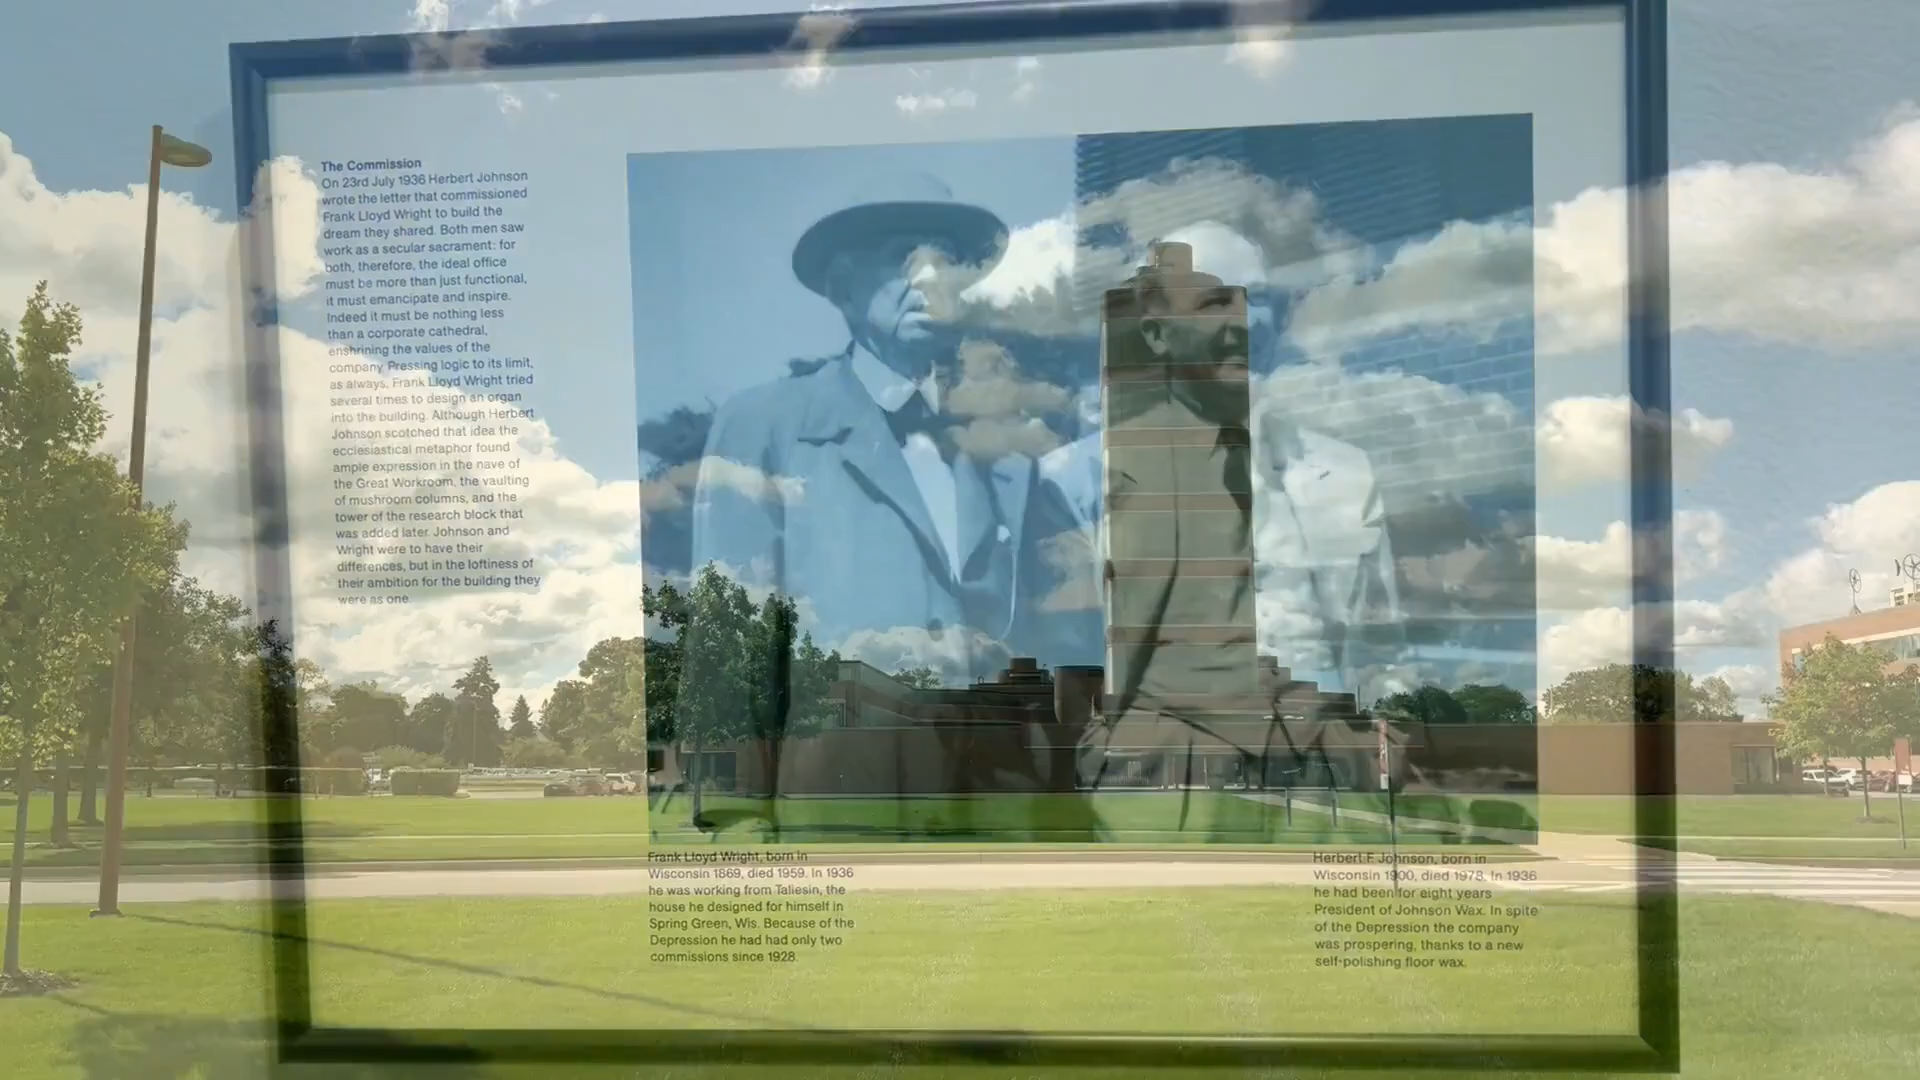 The Commission
On 23rd July 1936 Herbert Johnson
wrote the letter that commissioned
Frank Lloyd Wright to build the
dream they shared. Both men saw
work as a secular sacrament: for
both, therefore, the ideal office
must be more than just functional,
it must emancipate and inspire.
Indeed it must be nothing less
than a corporate cathedral,
enshrining the values of the
company. Pressing logic to its limit,
as always, Frank Lloyd Wright tried
several times to design an organ
into the building. Although Herbert
Johnson scotched that idea the
ecclesiastical metaphor found
ample expression in the nave of
the Great Workroom, the vaulting
of mushroom columns, and the
tower of the research block that
was added later. Johnson and
Wright were to have their
differences, but in the loftiness of
their ambition for the building they
were as one.
Frank Lloyd Wright, born in
Wisconsin 1869, died 1959. In 1936
he was working from Taliesin, the
house he designed for himself in
Spring Green, Wis. Because of the
Depression he had had only two
commissions since 1928.
Herbert F Johnson, born in
Wisconsin 1900, died 1978. In 1936
he had been for eight years
President of Johnson Wax. In spite
of the Depression the company
was prospering, thanks to a new
self-polishing floor wax.